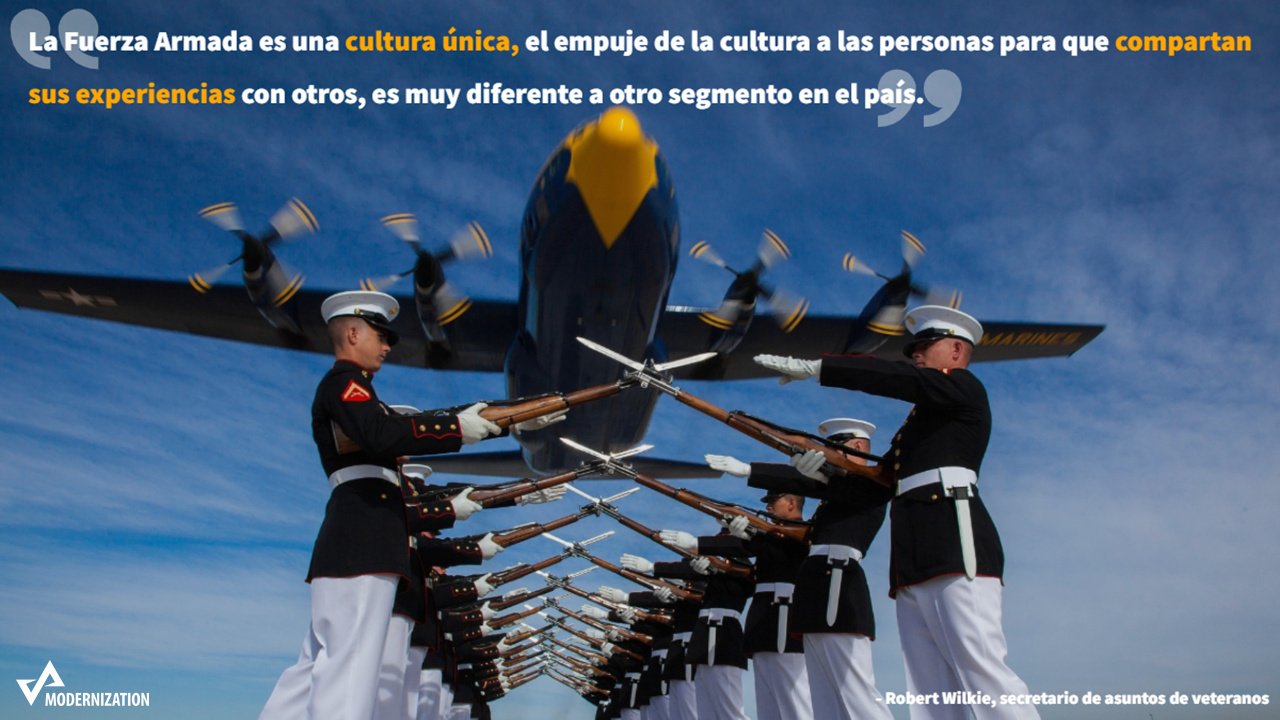 La Fuerza Armada es una cultura única, el empuje de la cultura a las personas para que compartan
sus experiencias con otros, es muy diferente a otro segmento en el país.
MARINES
VA MODERNIZATION
- Robert Wilkie, secretario de asuntos de veteranos